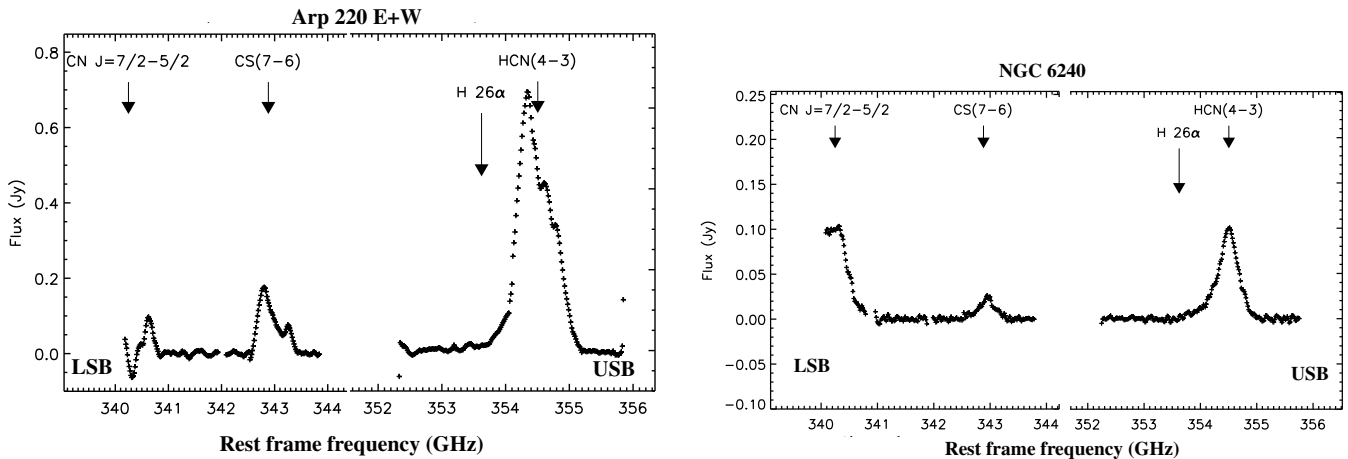 Arp 220 E+W
CN J=7/2−5/2 CS(7−6) HCN(4−3)
H 26α
0.8
0.6
0.4
0.2
0.0
Flux (Jy)
LSB USB
340 341 342 343 344 352 353 354 355 356
Rest frame frequency (GHz)
NGC 6240
CN J=7/2−5/2 CS(7−6) HCN(4−3)
H 26α
0.25
0.20
0.15
0.10
0.05
0.00
−0.05
−0.10
Flux (Jy)
LSB USB
340 341 342 343 344 352 353 354 355 356
Rest frame frequency (GHz)